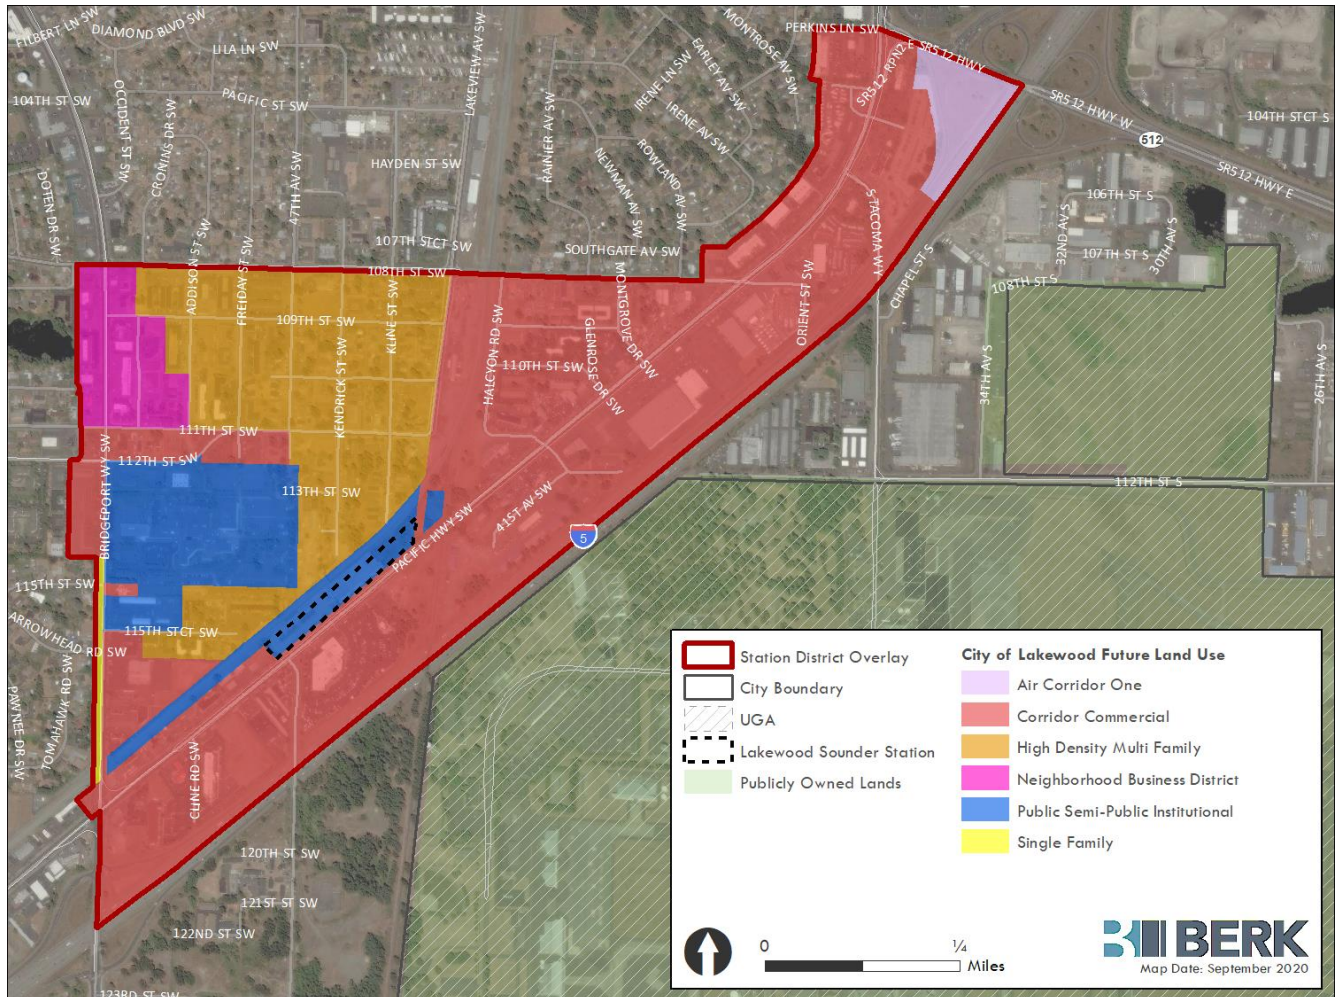 FILBERT LN SW
DIAMOND BLVD SW
LILA LN SW
LAKEVIEW AV SW
MONTROSE AV SW
PERKINS LN SW
EARLEY AV SW
IRENE LN SW
SR512 RPN2 E
SR512 HWY
104TH ST SW
OCCIDENT ST SW
PACIFIC ST SW
CRONINS DR SW
RAINIER AV SW
IRENE AV SW
SR512 HWY W
104TH STCT S
512
DOTEN DR SW
47TH AV SW
HAYDEN ST SW
NEWMAN AV SW
ROWLAND AV SW
SR512 HWY E
106TH ST S
S TACOMA WY
32ND AV S
30TH AV S
ADDISON ST SW
FREIDAY ST SW
107TH STCT SW
SOUTHGATE AV SW
107TH ST S
CHAPEL ST S
108TH ST SW
108TH ST S
MONTGROVE DR SW
ORIENT ST SW
KLINE ST SW
109TH ST SW
HALCYON RD SW
GLENROSE DR SW
110TH ST SW
KENDRICK ST SW
34TH AV S
26TH AV S
111TH ST SW
112TH ST SW
BRIDGEPORT WY SW
113TH ST SW
415T AV SW
112TH ST S
PACIFIC HWY SW
5
115TH ST SW
ARROWHEAD RD SW
115TH STCT SW
PAWNEE DR SW
TOMAHAWK RD SW
CLINE RD SW
120TH ST SW
121ST ST SW
122ND ST SW
123RD ST SW
Station District Overlay
City Boundary
UGA
Lakewood Sounder Station
Publicly Owned Lands
City of Lakewood Future Land Use
Air Corridor One
Corridor Commercial
High Density Multi Family
Neighborhood Business District
Public Semi-Public Institutional
Single Family
0
¼
Miles
BERK
Map Date: September 2020